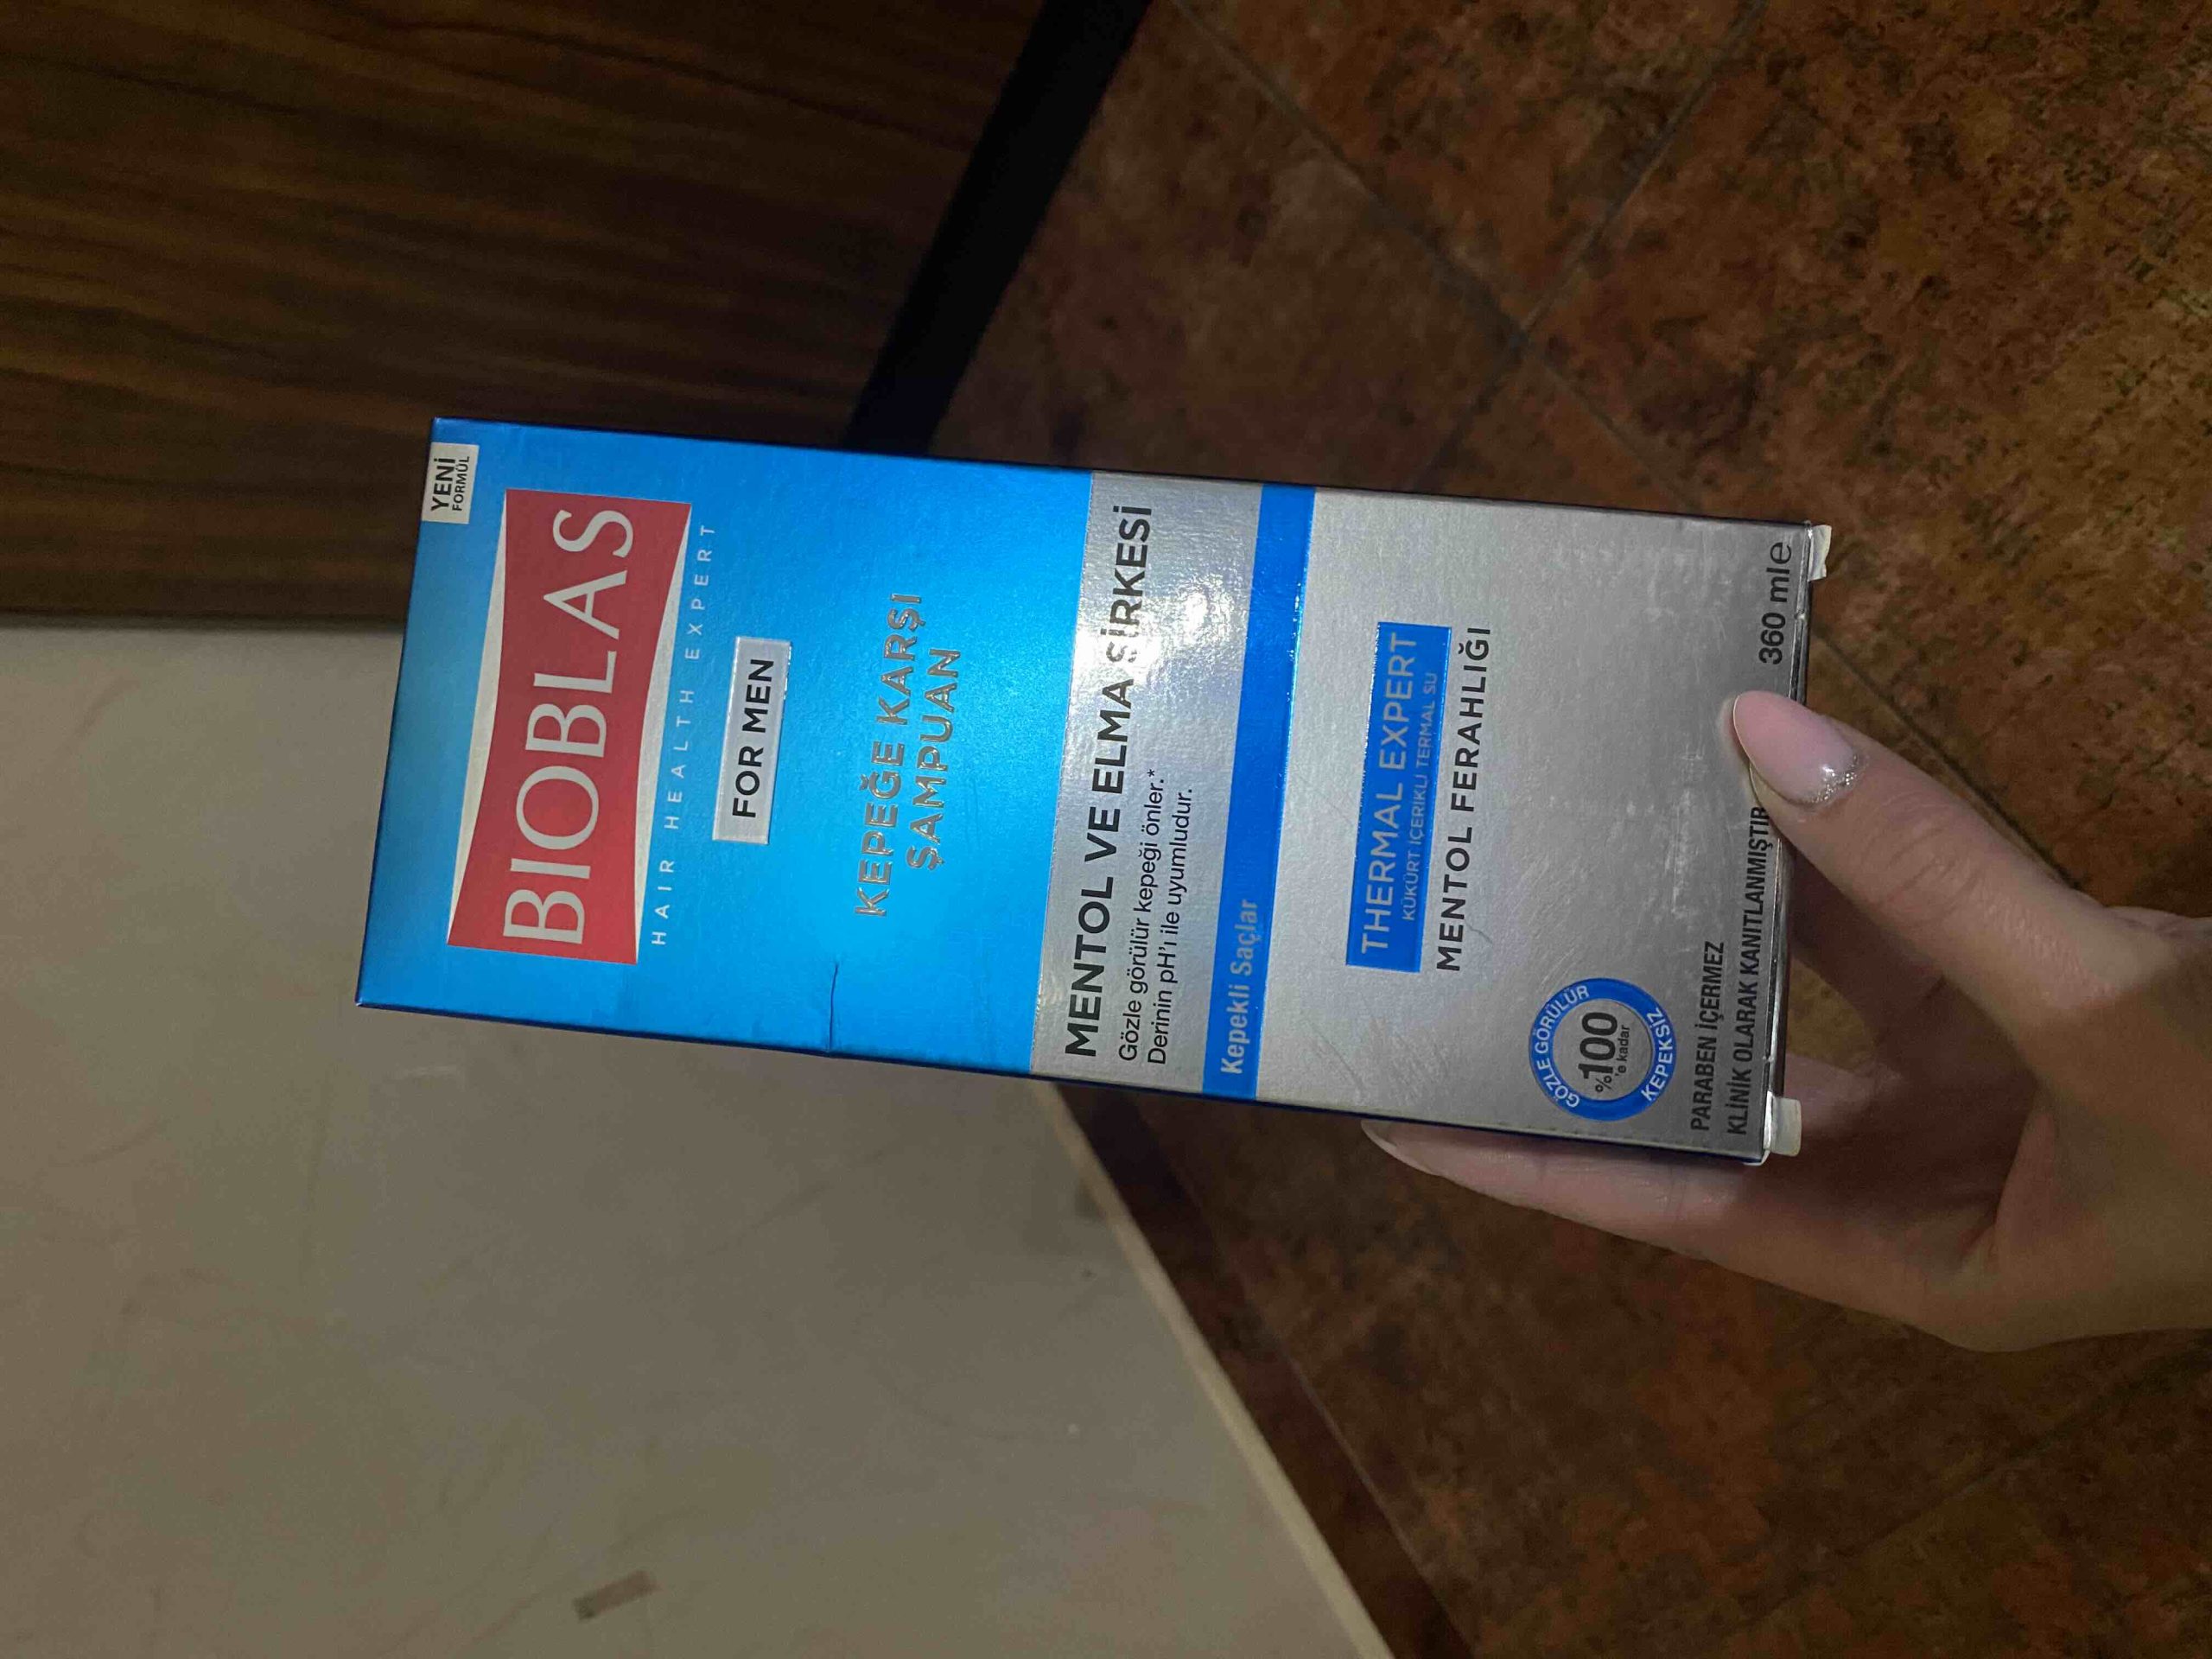 YENİ
FORMÜL
BIOBLAS
HAIR HEALTH EXPERT
FOR MEN
KEPEĞE KARŞI
ŞAMPUAN
MENTOL VE ELMA SİRKESİ
Gözle görülür kepeği önler.*
Derinin pH'ı ile uyumludur.
Kepekli Saçlar
THERMAL EXPERT
KÜKÜRT İÇERİKLİ TERMAL SU
MENTOL FERAHLIĞI
GÖZLE GÖRÜLÜR
%100
'e kadar
KEPEKSİZ
PARABEN İÇERMEZ
KLİNİK OLARAK KANITLANMIŞTIR
360 mle